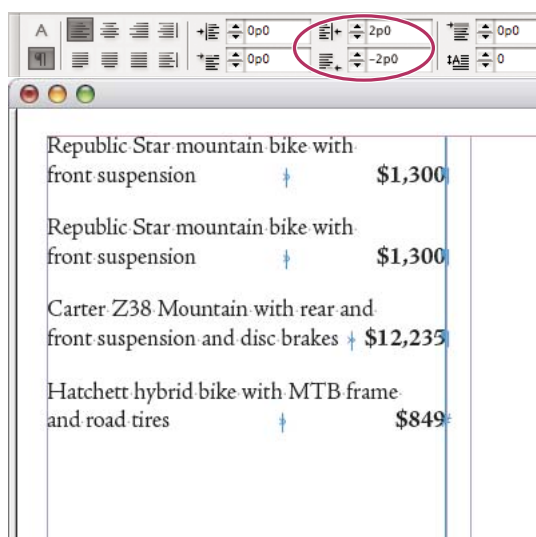 A 0p0 2p0 0p0
¶ 0p0 -2p0 A 0
Republic Star mountain bike with
front suspension $1,300
Republic Star mountain bike with
front suspension $1,300
Carter Z38 Mountain with rear and
front suspension and disc brakes $12,235
Hatchett hybrid bike with MTB frame
and road tires $849